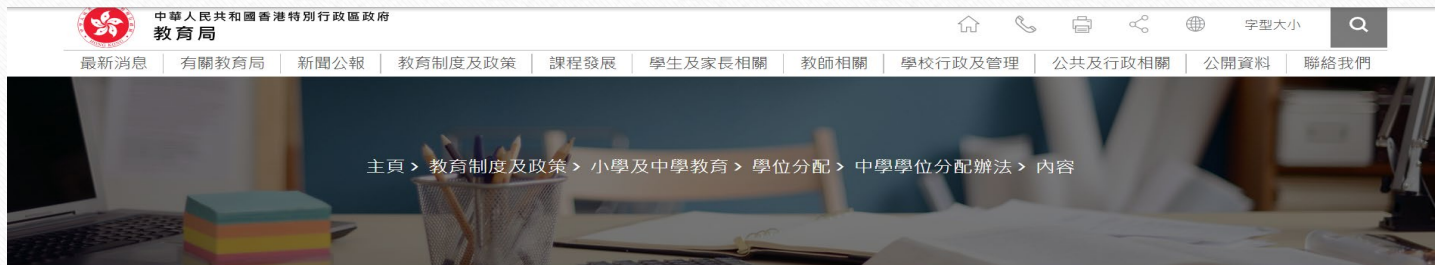 中華人民共和國香港特別行政區政府
教育局
字型大小
最新消息 有關教育局 新聞公報 教育制度及政策 課程發展 學生及家長相關 教師相關 學校行政及管理 公共及行政相關 公開資料 聯絡我們
主頁 > 教育制度及政策 > 小學及中學教育 > 學位分配 > 中學學位分配辦法 > 內容